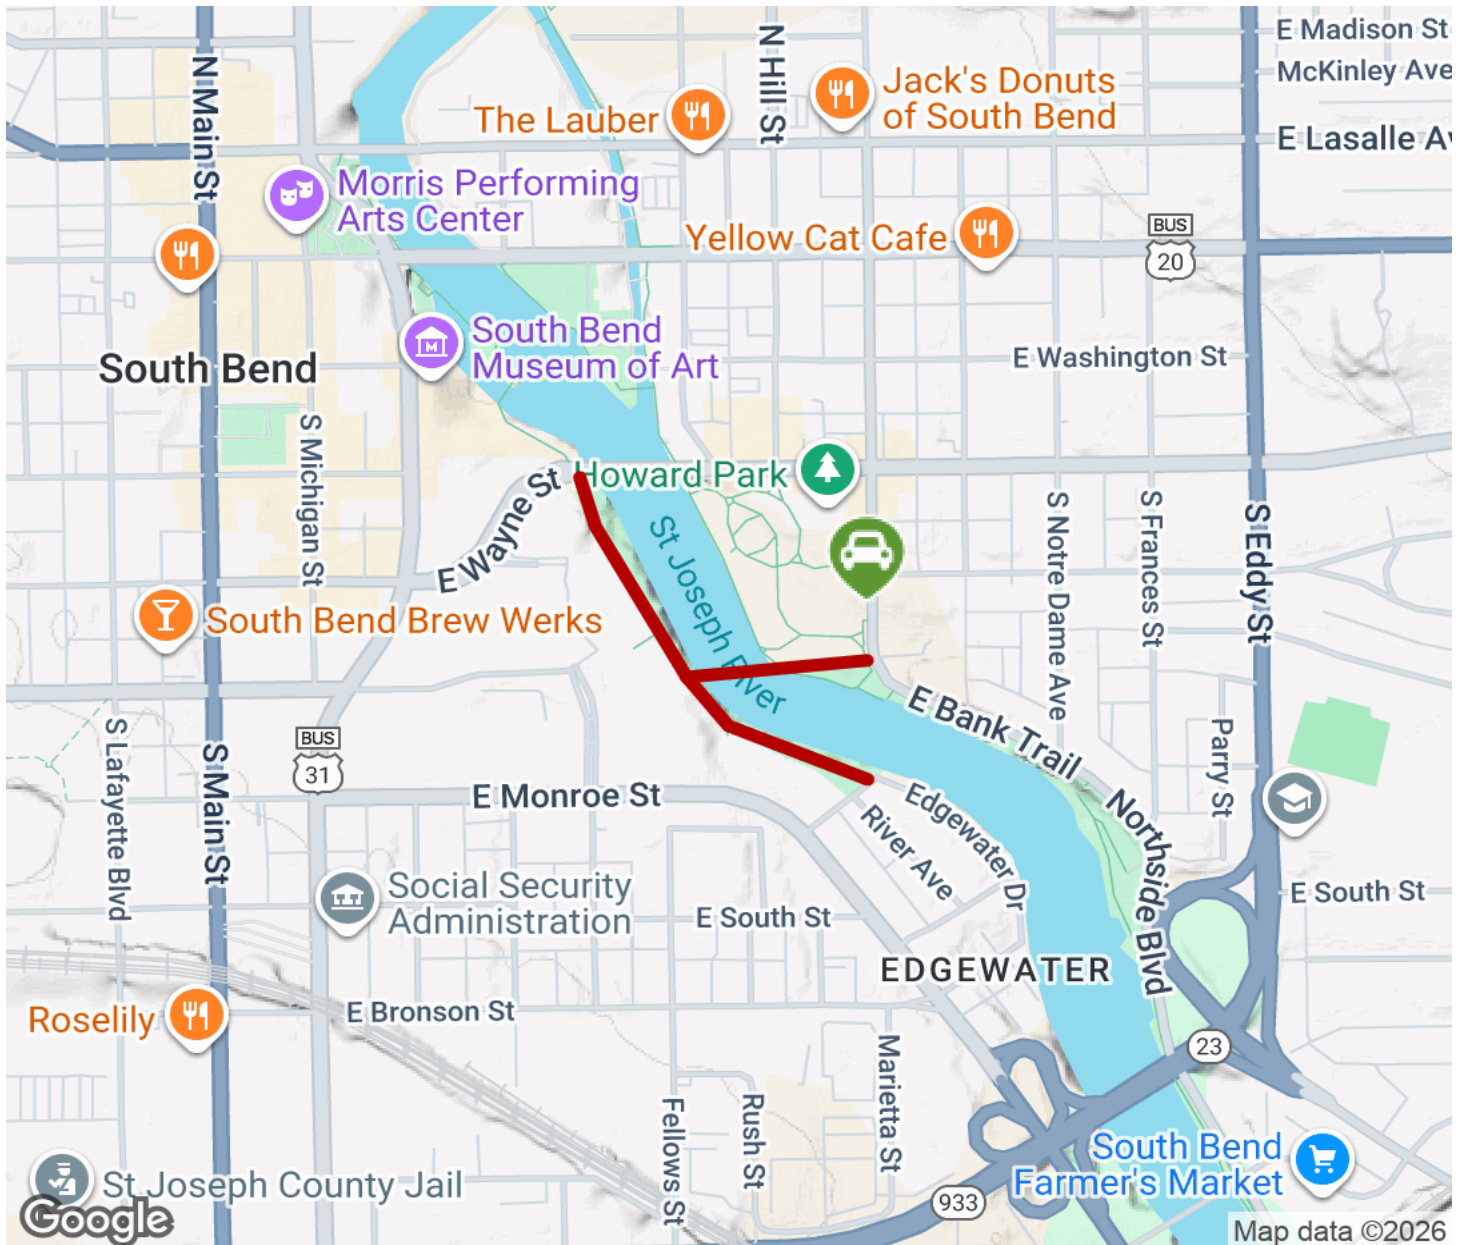 E Madison St
McKinley Ave
N Main St
N Hill St
Jack's Donuts
of South Bend
The Lauber
E Lasalle Av
Morris Performing
Arts Center
Yellow Cat Cafe
BUS
20
South Bend
Museum of Art
E Washington St
South Bend
S Michigan St
Howard Park
E Wayne St
St Joseph River
S Notre Dame Ave
S Frances St
S Eddy St
South Bend Brew Werks
E Bank Trail
S Lafayette Blvd
S Main St
BUS
31
Parry St
E Monroe St
Edgewater Dr
River Ave
Northside Blvd
Social Security
Administration
E South St
E South St
EDGEWATER
Roselily
E Bronson St
23
Marietta St
Fellows St
Rush St
South Bend
Farmer's Market
St Joseph County Jail
933
Google
Map data ©2026